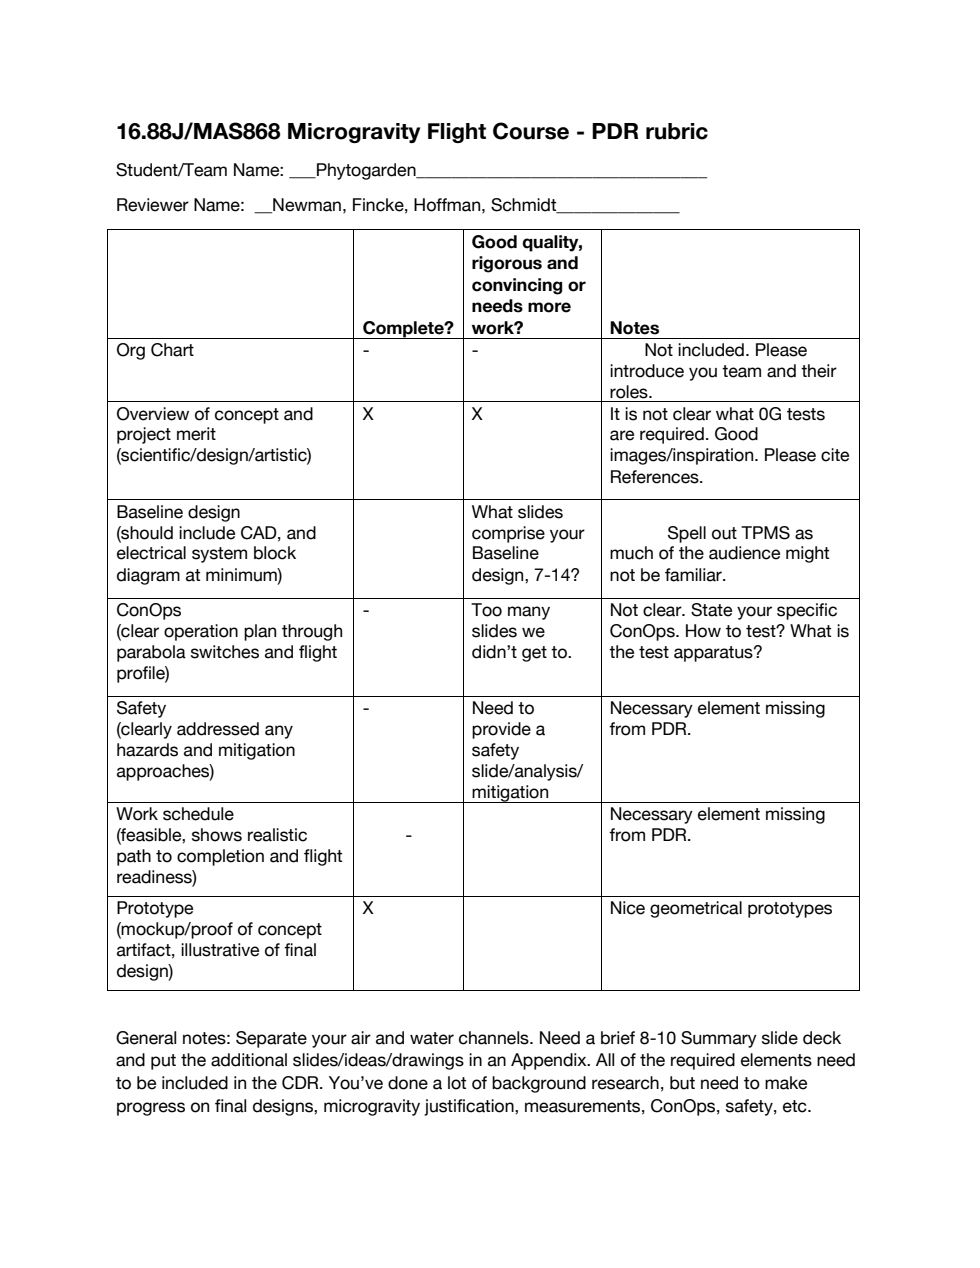 16.88J/MAS868 Microgravity Flight Course - PDR rubric
Student/Team Name: ___Phytogarden______________________________
Reviewer Name:  __Newman, Fincke, Hoffman, Schmidt_____________
Complete?
Good quality,
rigorous and
convincing or
needs more
work?
Notes
Org Chart
-
-
Not included. Please
introduce you team and their
roles.
Overview of concept and
project merit
(scientific/design/artistic)
X
X
It is not clear what 0G tests
are required. Good
images/inspiration. Please cite
References.
Baseline design
(should include CAD, and
electrical system block
diagram at minimum)
What slides
comprise your
Baseline
design, 7-14?
Spell out TPMS as
much of the audience might
not be familiar.
ConOps
(clear operation plan through
parabola switches and flight
profile)
-
Too many
slides we
didn't get to.
Not clear. State your specific
ConOps. How to test? What is
the test apparatus?
Safety
(clearly addressed any
hazards and mitigation
approaches)
-
Need to
provide a
safety
slide/analysis/
mitigation
Necessary element missing
from PDR.
Work schedule
(feasible, shows realistic
path to completion and flight
readiness)
-
Necessary element missing
from PDR.
Prototype
(mockup/proof of concept
artifact, illustrative of final
design)
X
Nice geometrical prototypes
General notes: Separate your air and water channels. Need a brief 8-10 Summary slide deck
and put the additional slides/ideas/drawings in an Appendix. All of the required elements need
to be included in the CDR. You've done a lot of background research, but need to make
progress on final designs, microgravity justification, measurements, ConOps, safety, etc.